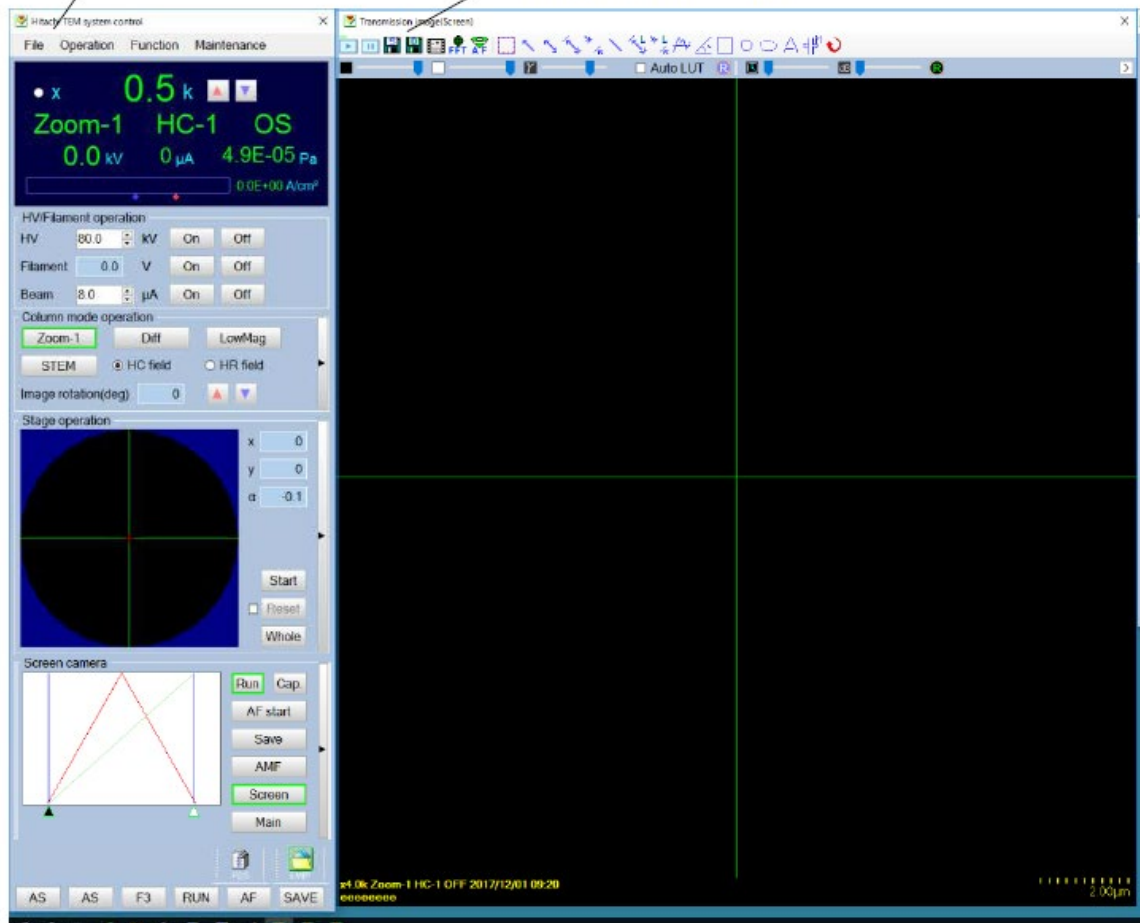 Hitachi TEM system control
File Operation Function Maintenance
x 0.5 k
Zoom-1 HC-1 OS
0.0 kV 0 μA 4.9E-05 Pa
0.0E+00 A/cm²
HV/Filament operation
HV 80.0 kV On Off
Filament 0.0 V On Off
Beam 8.0 μA On Off
Column mode operation
Zoom-1 Diff LowMag
STEM HC field HR field
Image rotation(deg) 0
Stage operation
x 0
y 0
α -0.1
Start
Reset
Whole
Screen camera
Run Cap.
AF start
Save
AMF
Screen
Main
AS AS F3 RUN AF SAVE
Transmission image(Screen)
FFT AF
Auto LUT R R
x4.0k Zoom-1 HC-1 OFF 2017/12/01 09:20
eeeeeeee
2.00μm